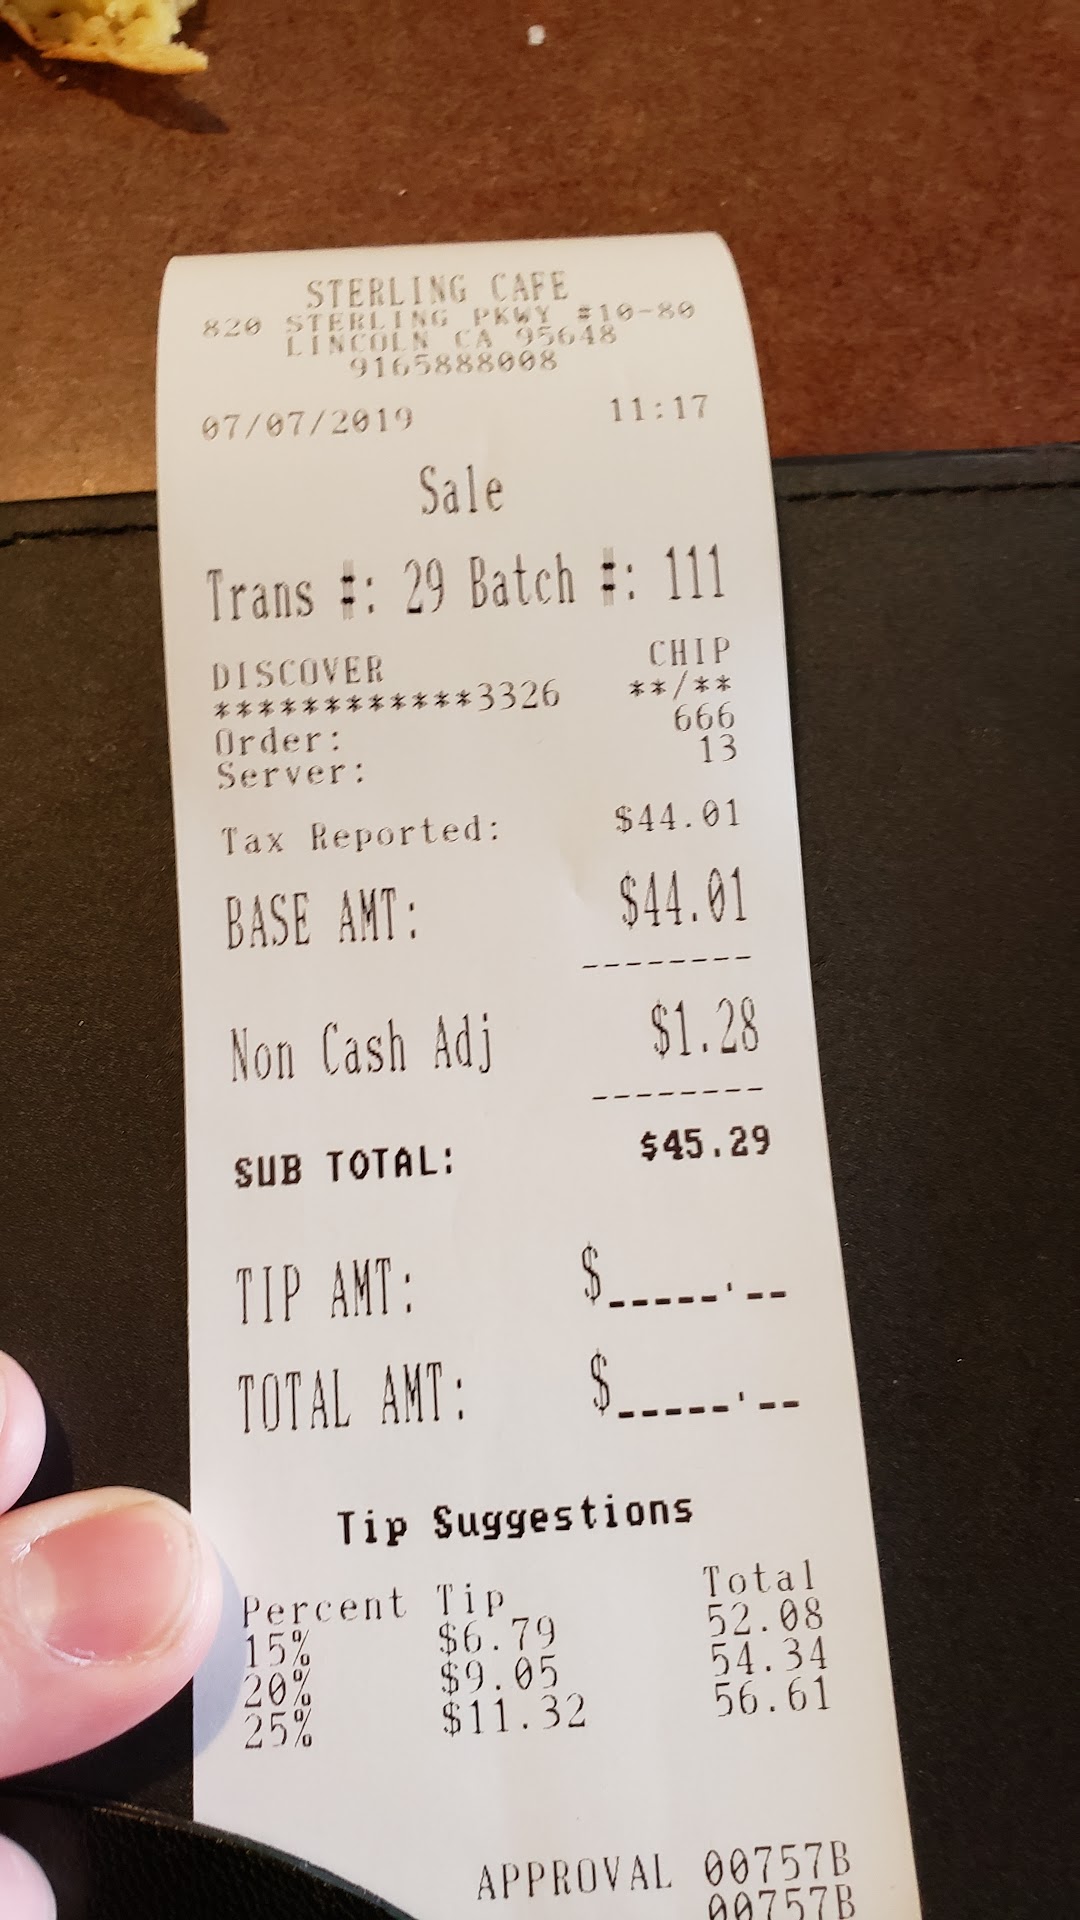 STERLING CAFE
820 STERLING PKWY #10-80
LINCOLN CA 95648
9165888008
07/07/2019 11:17
Sale
Trans #: 29 Batch #: 111
DISCOVER CHIP
************3326 **/**
Order: 666
Server: 13
Tax Reported: $44.01
BASE AMT: $44.01
--------
Non Cash Adj $1.28
--------
SUB TOTAL: $45.29
TIP AMT: $_____.__
TOTAL AMT: $_____.__
Tip Suggestions
Percent Tip Total
15% $6.79 52.08
20% $9.05 54.34
25% $11.32 56.61
APPROVAL 00757B
00757B